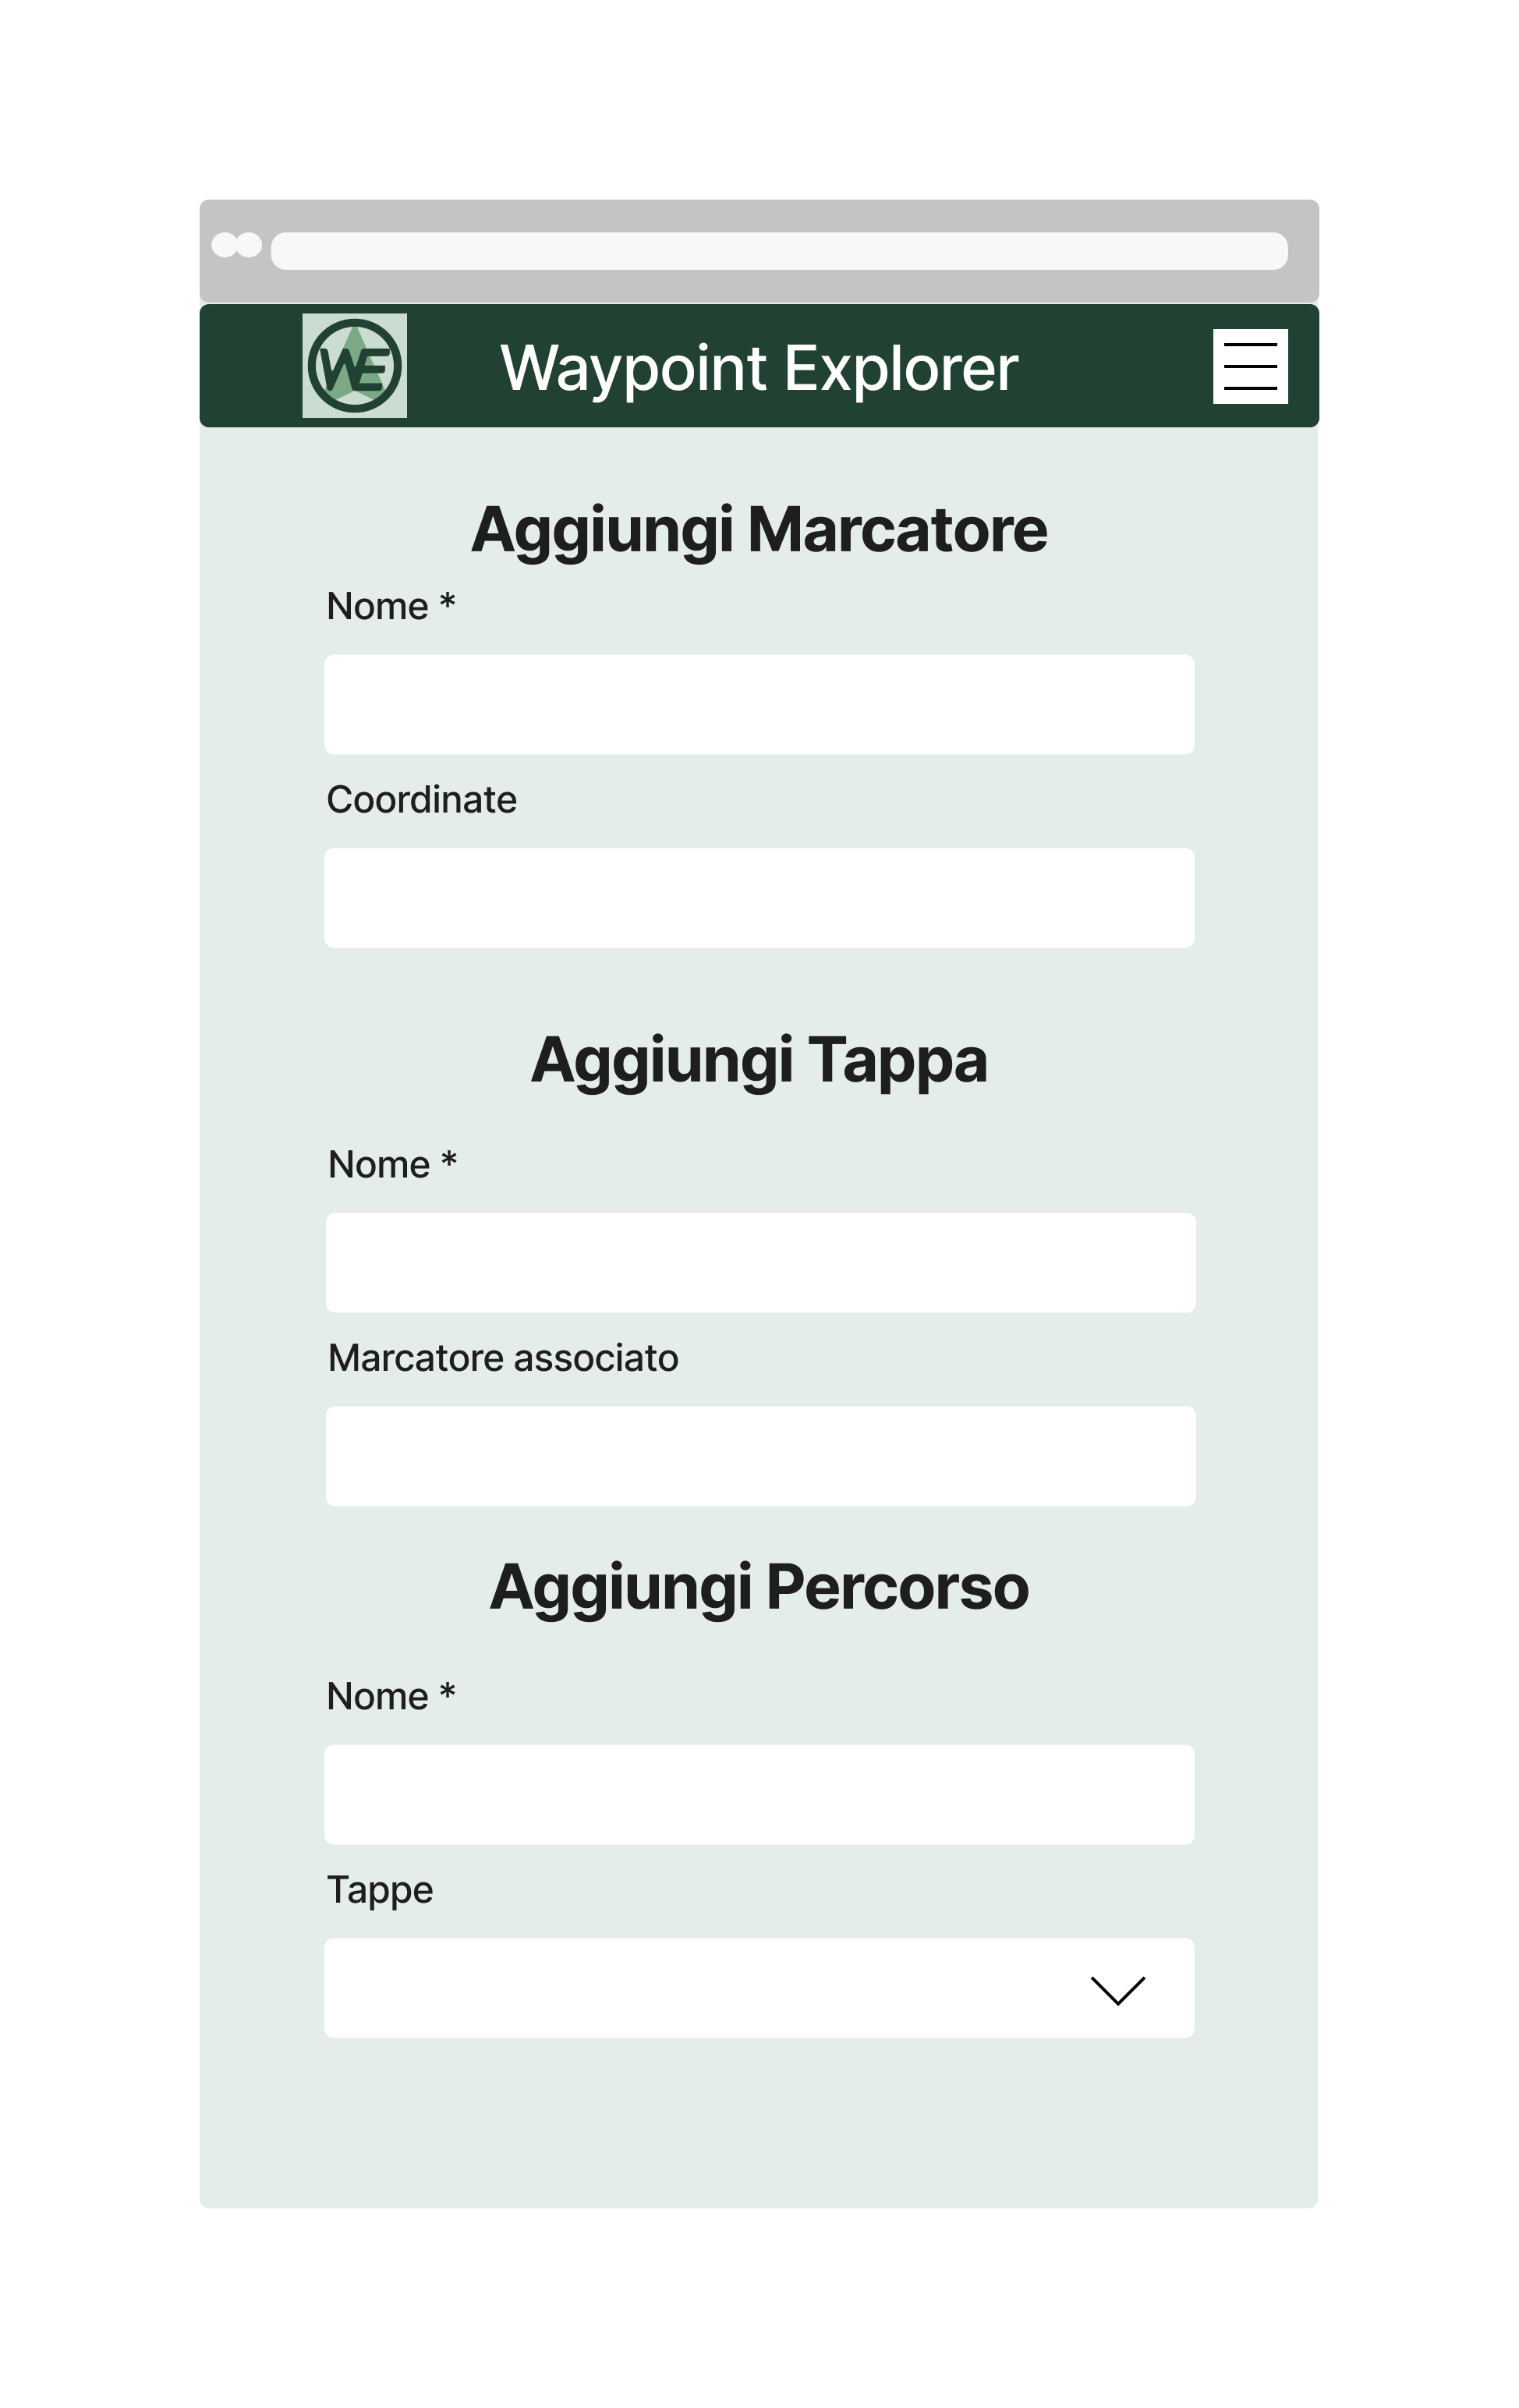 WE
Waypoint Explorer
Aggiungi Marcatore
Nome *
Coordinate
Aggiungi Tappa
Nome *
Marcatore associato
Aggiungi Percorso
Nome *
Tappe